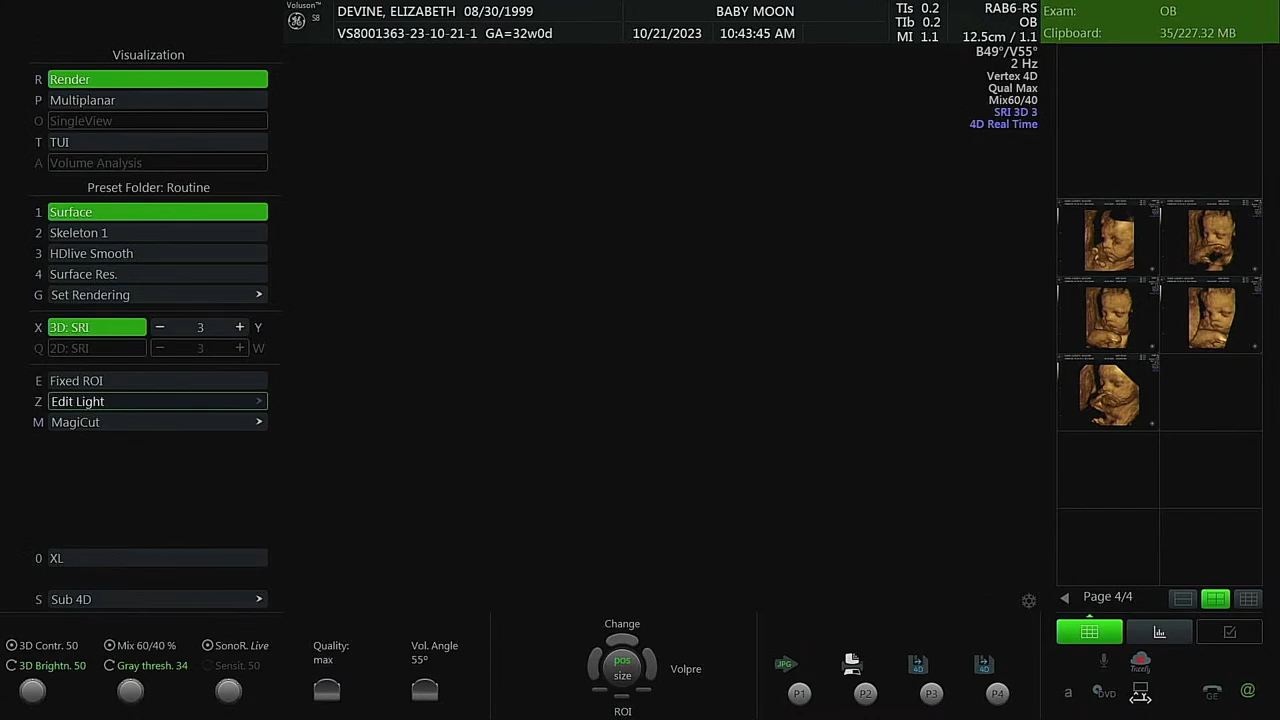 Voluson
S8
DEVINE, ELIZABETH 08/30/1999
VS8001363-23-10-21-1 GA=32w0d
BABY MOON
10/21/2023 10:43:45 AM
TIs 0.2
TIb 0.2
MI 1.1
RAB6-RS
OB
12.5cm / 1.1
B49°/V55°
2 Hz
Vertex 4D
Qual Max
Mix60/40
SRI 3D 3
4D Real Time
Exam: OB
Clipboard: 35/227.32 MB
Visualization
R Render
P Multiplanar
O SingleView
T TUI
A Volume Analysis
Preset Folder: Routine
1 Surface
2 Skeleton 1
3 HDlive Smooth
4 Surface Res.
G Set Rendering >
X 3D: SRI − 3 + Y
Q 2D: SRI − 3 + W
E Fixed ROI
Z Edit Light >
M MagiCut >
0 XL
S Sub 4D >
3D Contr. 50
3D Brightn. 50
Mix 60/40 %
Gray thresh. 34
SonoR. Live
Sensit. 50
Quality:
max
Vol. Angle
55°
Change
pos
size
Volpre
ROI
JPG
4D
4D
P1
P2
P3
P4
Page 4/4
Tricefy
a
DVD
GE
@